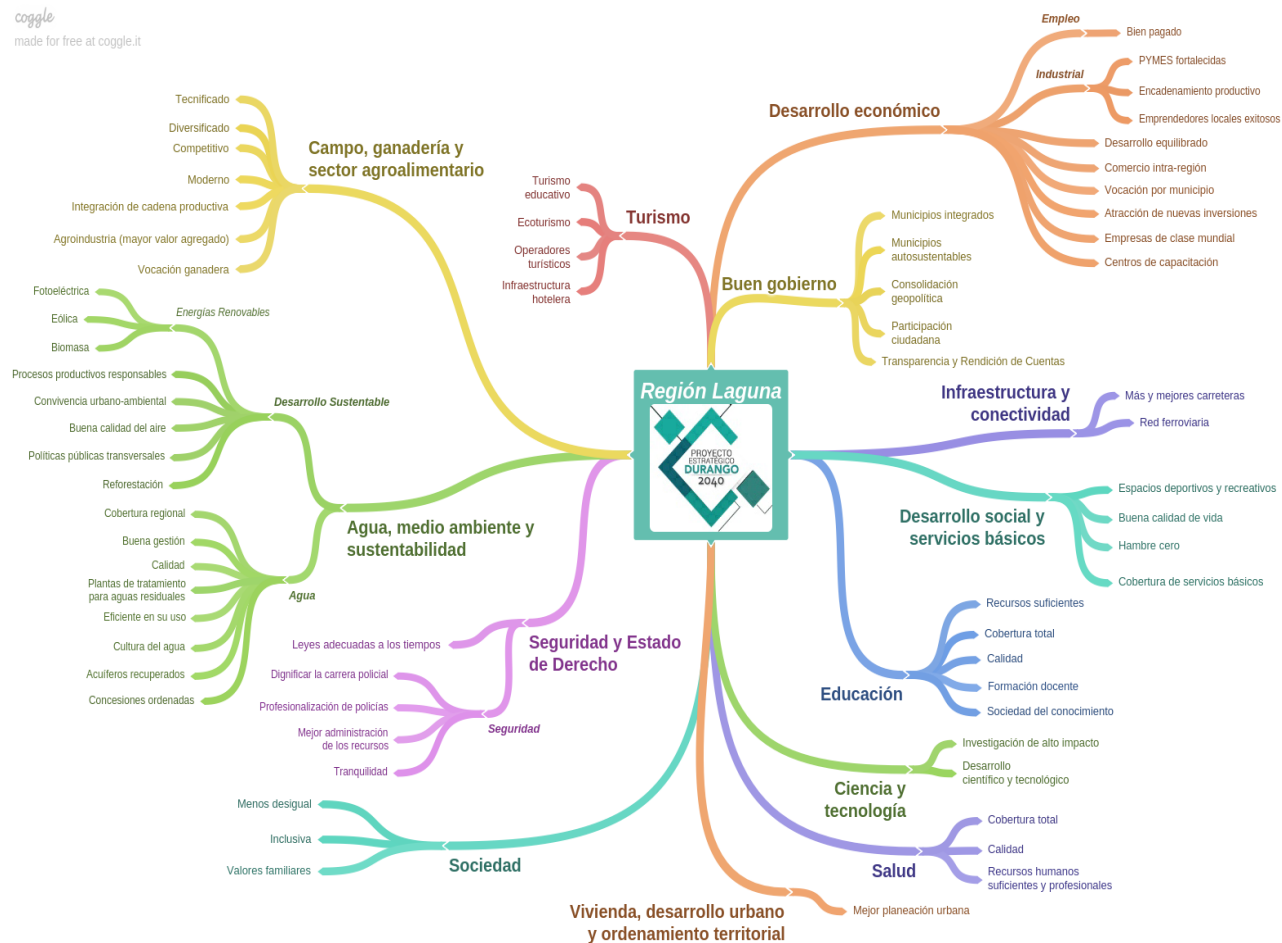 coggle
made for free at coggle.it
Región Laguna
PROYECTO
ESTRATÉGICO
DURANGO
2040
Campo, ganadería y
sector agroalimentario
Tecnificado
Diversificado
Competitivo
Moderno
Integración de cadena productiva
Agroindustria (mayor valor agregado)
Vocación ganadera
Agua, medio ambiente y
sustentabilidad
Desarrollo Sustentable
Energías Renovables
Fotoeléctrica
Eólica
Biomasa
Procesos productivos responsables
Convivencia urbano-ambiental
Buena calidad del aire
Políticas públicas transversales
Reforestación
Agua
Cobertura regional
Buena gestión
Calidad
Plantas de tratamiento
para aguas residuales
Eficiente en su uso
Cultura del agua
Acuíferos recuperados
Concesiones ordenadas
Seguridad y Estado
de Derecho
Leyes adecuadas a los tiempos
Seguridad
Dignificar la carrera policial
Profesionalización de policías
Mejor administración
de los recursos
Tranquilidad
Sociedad
Menos desigual
Inclusiva
Valores familiares
Turismo
Turismo
educativo
Ecoturismo
Operadores
turísticos
Infraestructura
hotelera
Desarrollo económico
Empleo
Bien pagado
Industrial
PYMES fortalecidas
Encadenamiento productivo
Emprendedores locales exitosos
Desarrollo equilibrado
Comercio intra-región
Vocación por municipio
Atracción de nuevas inversiones
Empresas de clase mundial
Centros de capacitación
Buen gobierno
Municipios integrados
Municipios
autosustentables
Consolidación
geopolítica
Participación
ciudadana
Transparencia y Rendición de Cuentas
Infraestructura y
conectividad
Más y mejores carreteras
Red ferroviaria
Desarrollo social y
servicios básicos
Espacios deportivos y recreativos
Buena calidad de vida
Hambre cero
Cobertura de servicios básicos
Educación
Recursos suficientes
Cobertura total
Calidad
Formación docente
Sociedad del conocimiento
Ciencia y
tecnología
Investigación de alto impacto
Desarrollo
científico y tecnológico
Salud
Cobertura total
Calidad
Recursos humanos
suficientes y profesionales
Vivienda, desarrollo urbano
y ordenamiento territorial
Mejor planeación urbana